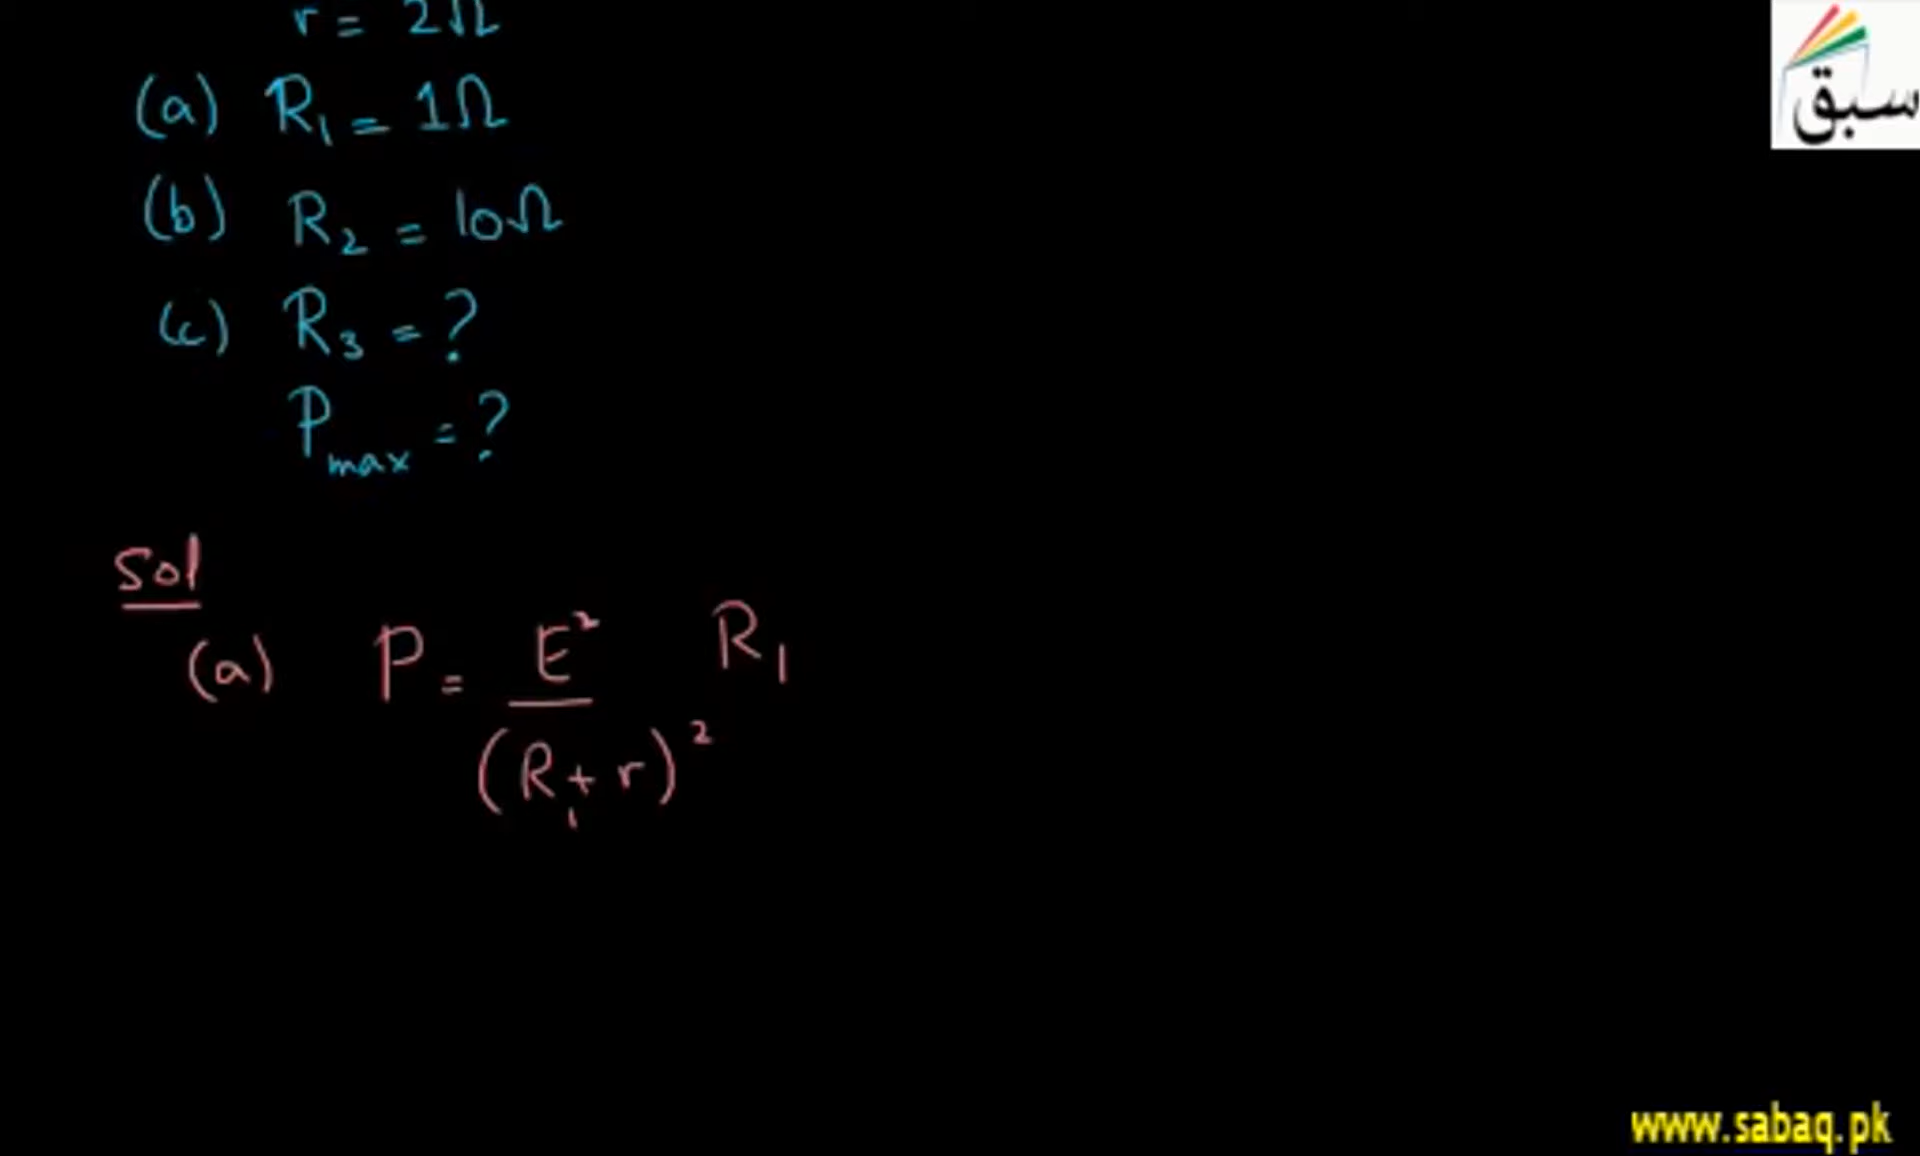 r = 2Ω
(a) R₁ = 1Ω
(b) R₂ = 10Ω
(c) R₃ = ?
Pmax = ?
Sol
(a) P = E² / (R₁ + r)² R₁
سبق
www.sabaq.pk